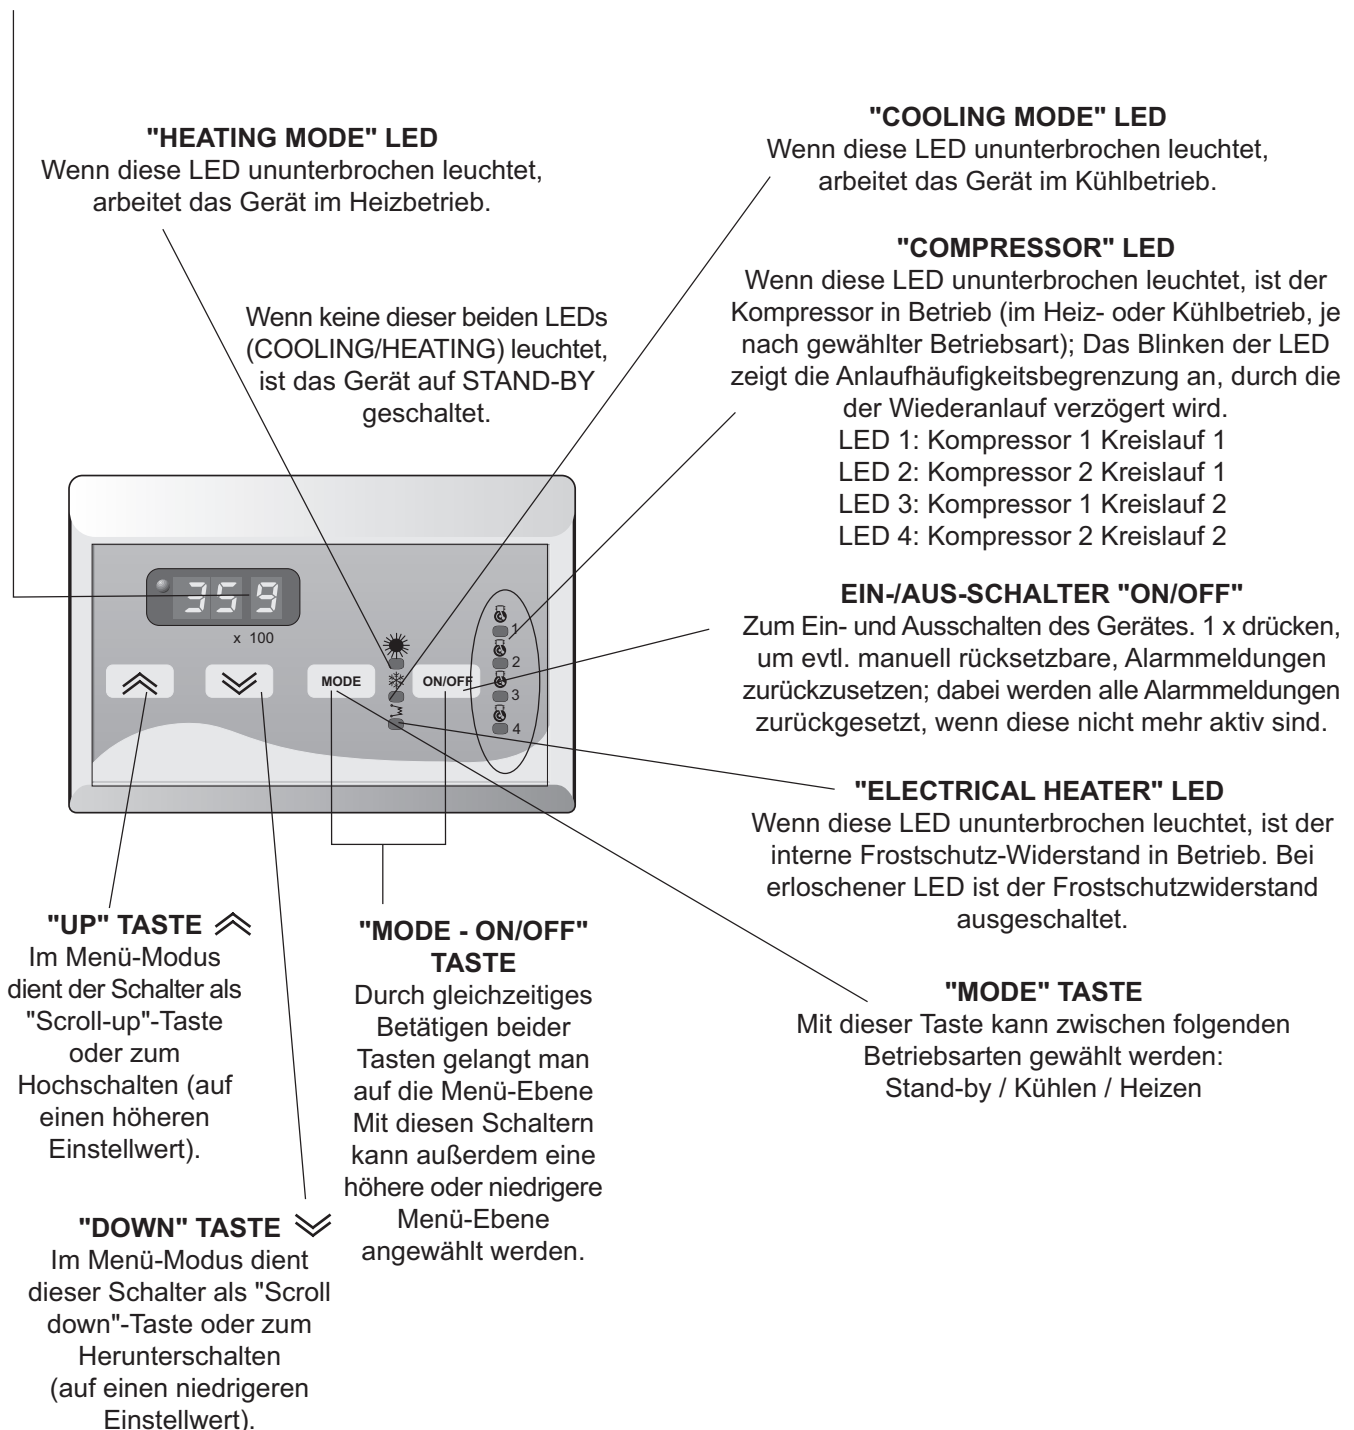 "HEATING MODE" LED
Wenn diese LED ununterbrochen leuchtet,
arbeitet das Gerät im Heizbetrieb.
Wenn keine dieser beiden LEDs
(COOLING/HEATING) leuchtet,
ist das Gerät auf STAND-BY
geschaltet.
"COOLING MODE" LED
Wenn diese LED ununterbrochen leuchtet,
arbeitet das Gerät im Kühlbetrieb.
"COMPRESSOR" LED
Wenn diese LED ununterbrochen leuchtet, ist der
Kompressor in Betrieb (im Heiz- oder Kühlbetrieb, je
nach gewählter Betriebsart); Das Blinken der LED
zeigt die Anlaufhäufigkeitsbegrenzung an, durch die
der Wiederanlauf verzögert wird.
LED 1: Kompressor 1 Kreislauf 1
LED 2: Kompressor 2 Kreislauf 1
LED 3: Kompressor 1 Kreislauf 2
LED 4: Kompressor 2 Kreislauf 2
359
x 100
MODE
ON/OFF
1
2
3
4
EIN-/AUS-SCHALTER "ON/OFF"
Zum Ein- und Ausschalten des Gerätes. 1 x drücken,
um evtl. manuell rücksetzbare, Alarmmeldungen
zurückzusetzen; dabei werden alle Alarmmeldungen
zurückgesetzt, wenn diese nicht mehr aktiv sind.
"ELECTRICAL HEATER" LED
Wenn diese LED ununterbrochen leuchtet, ist der
interne Frostschutz-Widerstand in Betrieb. Bei
erloschener LED ist der Frostschutzwiderstand
ausgeschaltet.
"MODE" TASTE
Mit dieser Taste kann zwischen folgenden
Betriebsarten gewählt werden:
Stand-by / Kühlen / Heizen
"UP" TASTE
Im Menü-Modus
dient der Schalter als
"Scroll-up"-Taste
oder zum
Hochschalten (auf
einen höheren
Einstellwert).
"MODE - ON/OFF"
TASTE
Durch gleichzeitiges
Betätigen beider
Tasten gelangt man
auf die Menü-Ebene
Mit diesen Schaltern
kann außerdem eine
höhere oder niedrigere
Menü-Ebene
angewählt werden.
"DOWN" TASTE
Im Menü-Modus dient
dieser Schalter als "Scroll
down"-Taste oder zum
Herunterschalten
(auf einen niedrigeren
Einstellwert).